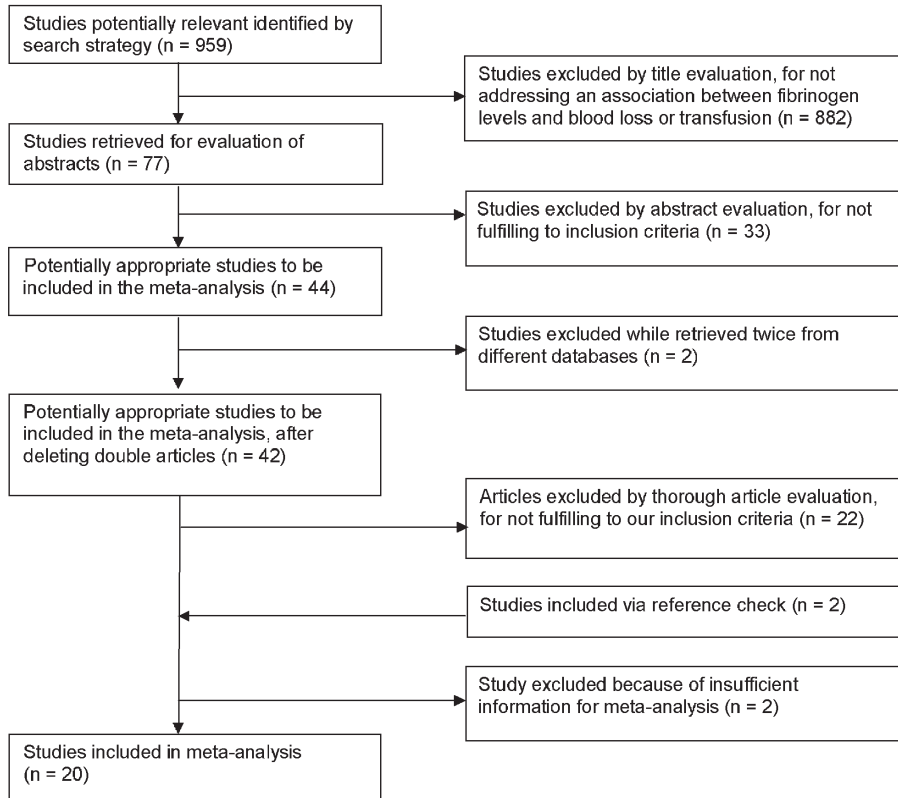 Studies potentially relevant identified by
search strategy (n = 959)
Studies excluded by title evaluation, for not
addressing an association between fibrinogen
levels and blood loss or transfusion (n = 882)
Studies retrieved for evaluation of
abstracts (n = 77)
Studies excluded by abstract evaluation, for not
fulfilling to inclusion criteria (n = 33)
Potentially appropriate studies to be
included in the meta-analysis (n = 44)
Studies excluded while retrieved twice from
different databases (n = 2)
Potentially appropriate studies to be
included in the meta-analysis, after
deleting double articles (n = 42)
Articles excluded by thorough article evaluation,
for not fulfilling to our inclusion criteria (n = 22)
Studies included via reference check (n = 2)
Study excluded because of insufficient
information for meta-analysis (n = 2)
Studies included in meta-analysis
(n = 20)